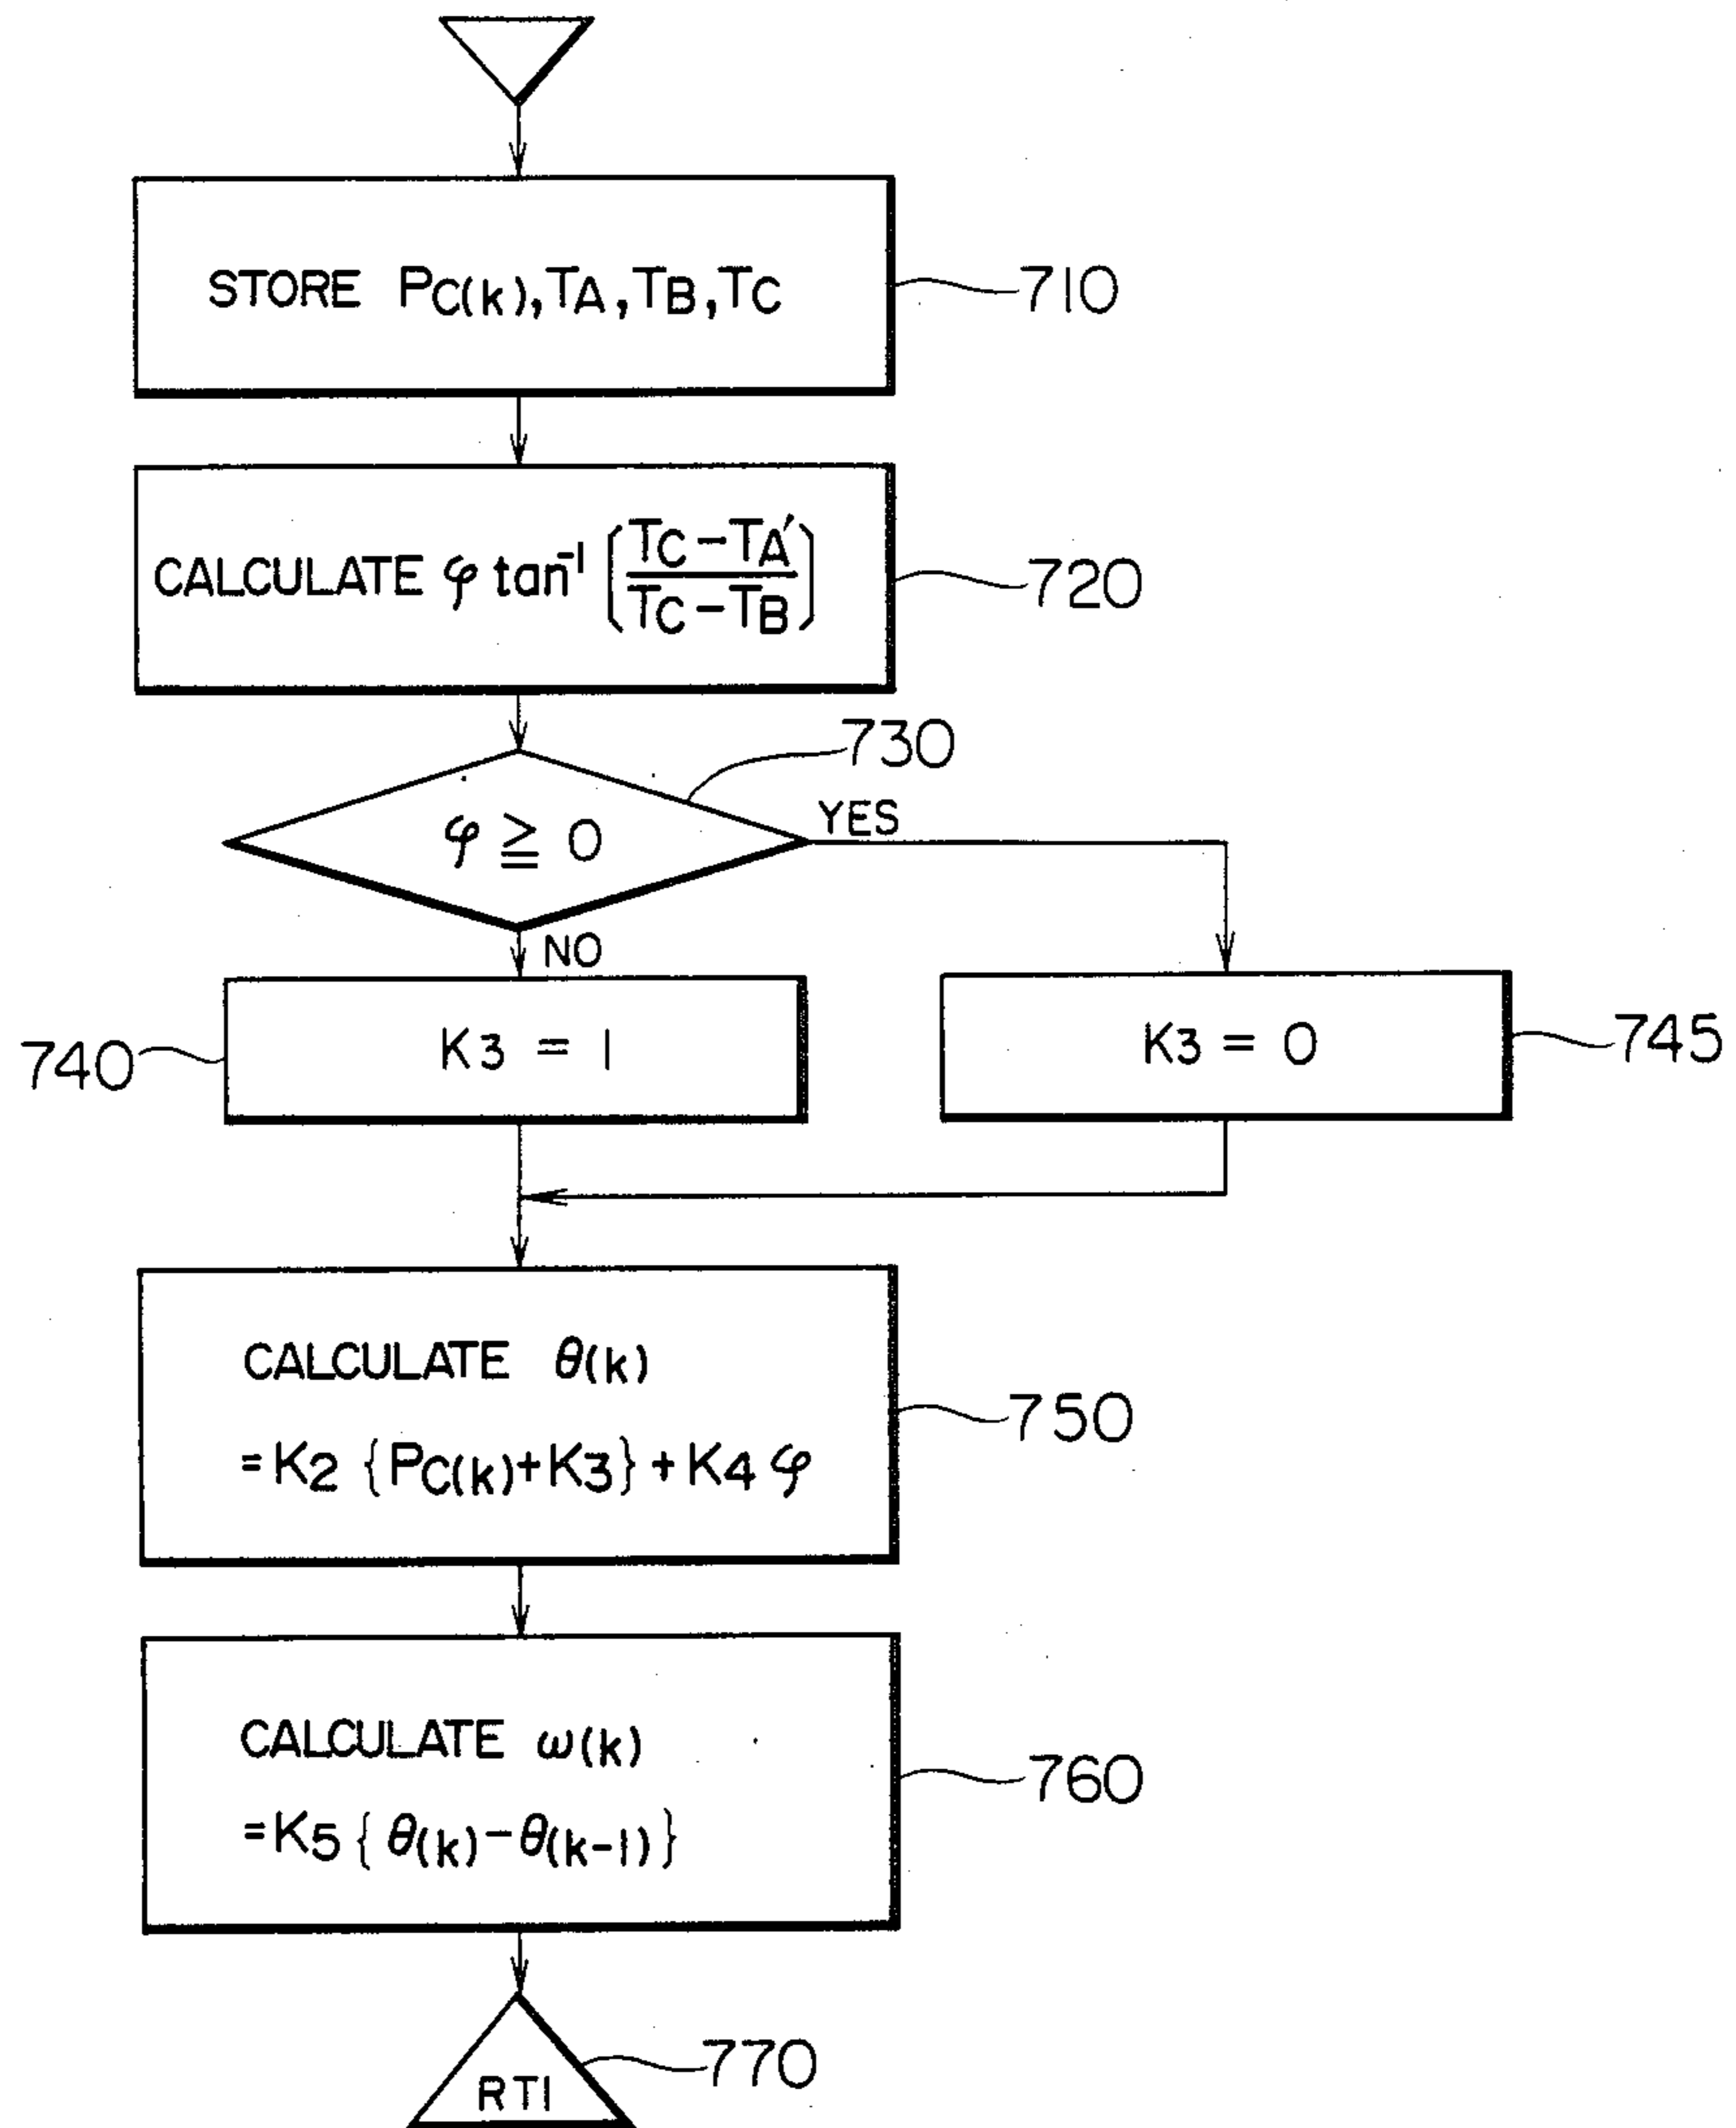 STORE PC(k), TA, TB, TC
710
CALCULATE φ tan⁻¹ (TC – TA' / TC – TB)
720
730
φ ≧ 0
YES
NO
740
K3 = 1
K3 = 0
745
CALCULATE θ(k)
= K2 {PC(k) + K3} + K4 φ
750
CALCULATE ω(k)
= K5 {θ(k) – θ(k–1)}
760
RTI
770